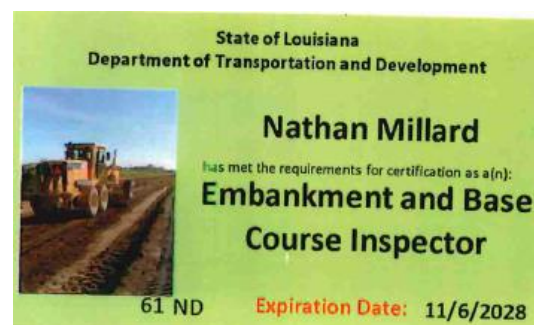 State of Louisiana
Department of Transportation and Development
Nathan Millard
has met the requirements for certification as a(n):
Embankment and Base
Course Inspector
61 ND
Expiration Date: 11/6/2028